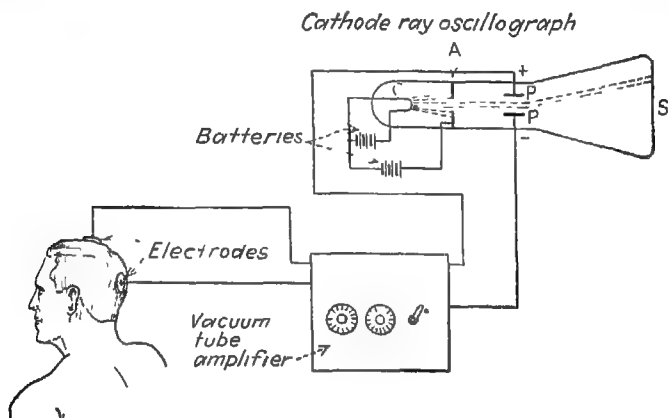 Cathode ray oscillograph
A
+
C
P
S
P
-
Batteries
Electrodes
Vacuum
tube
amplifier